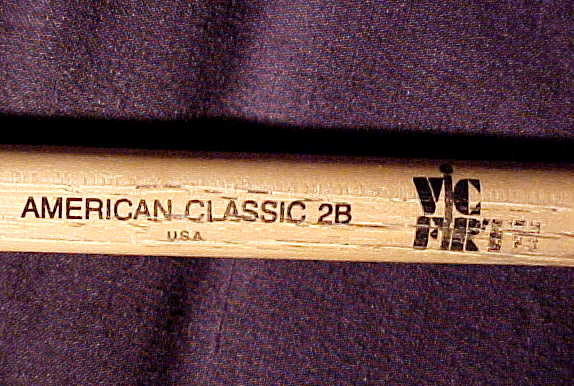 AMERICAN CLASSIC 2B
U.S.A.
VIC
FIRTH